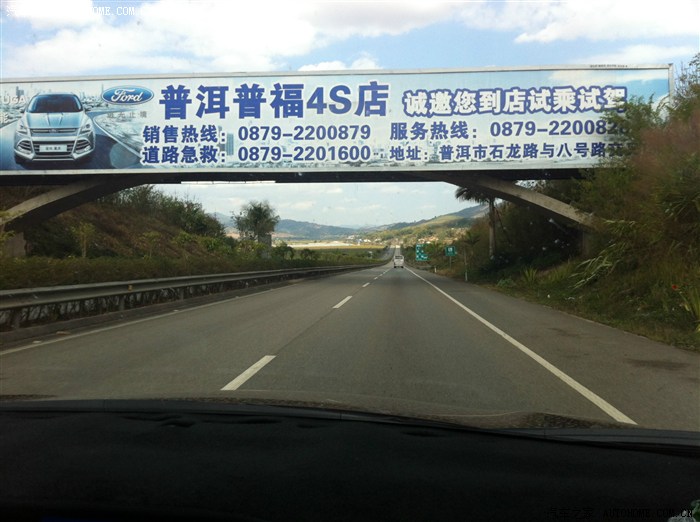 Ford 普洱普福4S店 诚邀您到店试乘试驾
销售热线：0879-2200879 服务热线：0879-220082
道路急救：0879-2201600 地址：普洱市石龙路与八号路